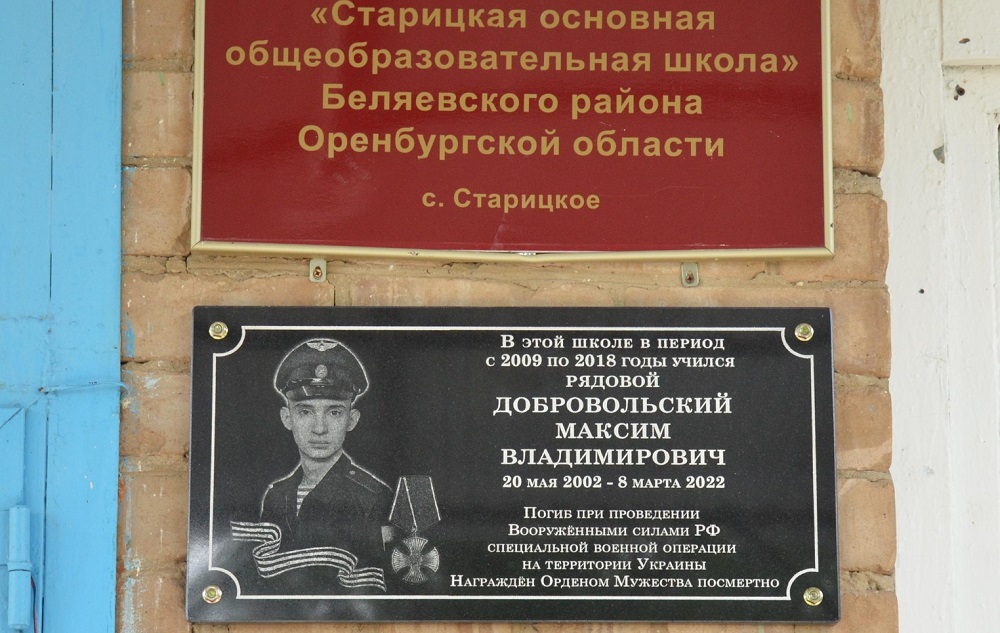 «Старицкая основная
общеобразовательная школа»
Беляевского района
Оренбургской области
с. Старицкое
В этой школе в период
с 2009 по 2018 годы учился
рядовой
ДОБРОВОЛЬСКИЙ
МАКСИМ
ВЛАДИМИРОВИЧ
20 мая 2002 - 8 марта 2022
Погиб при проведении
Вооружёнными силами РФ
специальной военной операции
на территории Украины
Награждён Орденом Мужества посмертно